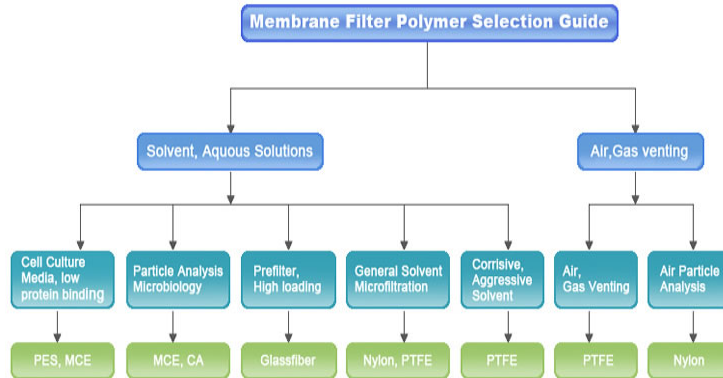 Membrane Filter Polymer Selection Guide
Solvent, Aquous Solutions
Air,Gas venting
Cell Culture
Media, low
protein binding
Particle Analysis
Microbiology
Prefilter,
High loading
General Solvent
Microfiltration
Corrisive,
Aggressive
Solvent
Air,
Gas Venting
Air Particle
Analysis
PES, MCE
MCE, CA
Glassfiber
Nylon, PTFE
PTFE
PTFE
Nylon